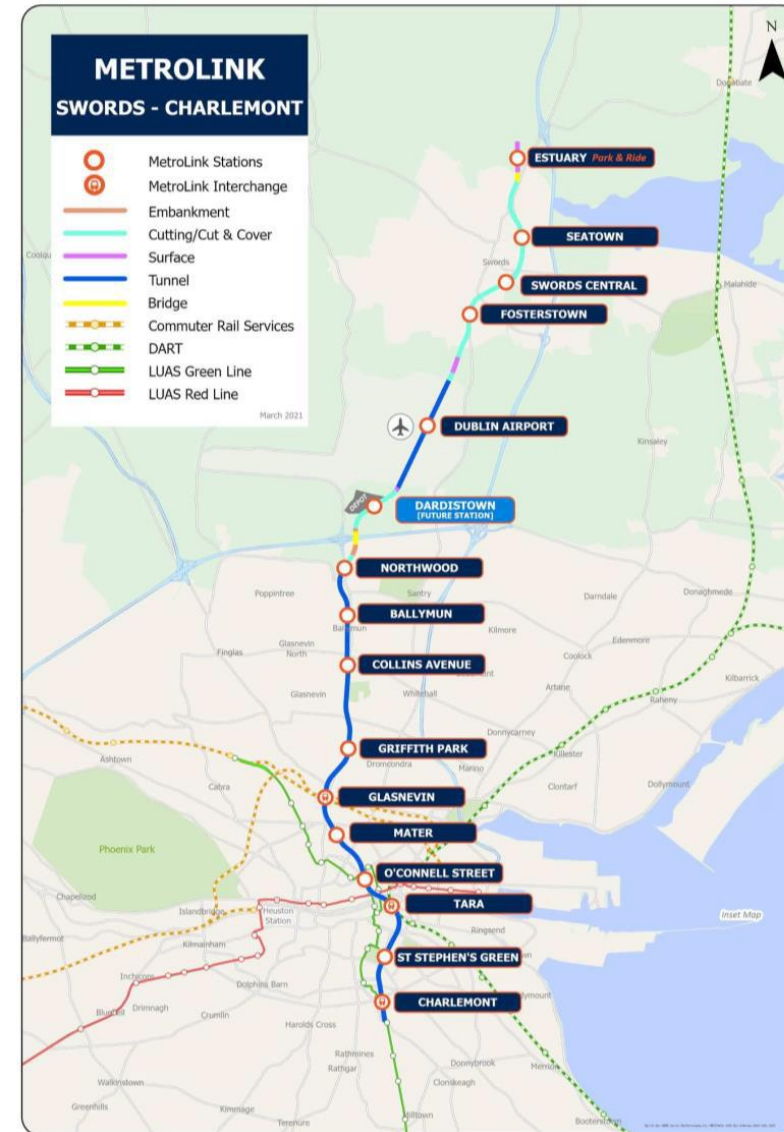 METROLINK
SWORDS - CHARLEMONT
MetroLink Stations
MetroLink Interchange
Embankment
Cutting/Cut & Cover
Surface
Tunnel
Bridge
Commuter Rail Services
DART
LUAS Green Line
LUAS Red Line
March 2021
N
Donabate
ESTUARY Park & Ride
SEATOWN
Swords
SWORDS CENTRAL
Malahide
FOSTERSTOWN
DUBLIN AIRPORT
Kinsaley
DEPOT
DARDISTOWN
[FUTURE STATION]
NORTHWOOD
Poppintree
Santry
Darndale
Donaghmede
BALLYMUN
Ballymun
Kilmore
Finglas
Glasnevin
North
Edenmore
Coolock
COLLINS AVENUE
Kilbarrick
Glasnevin
Whitehall
Artane
Raheny
Donnycarney
GRIFFITH PARK
Killester
Ashtown
Drumcondra
Marino
Clontarf
Dollymount
Cabra
GLASNEVIN
MATER
Phoenix Park
O'CONNELL STREET
Chapelizod
TARA
Islandbridge
Heuston
Station
Inset Map
Ringsend
Ballyfermot
Kilmainham
ST STEPHEN'S GREEN
Inchicore
Dolphins Barn
CHARLEMONT
Bluebell
Drimnagh
Crumlin
Harolds Cross
Rathmines
Rathgar
Donnybrook
Merrion
Walkinstown
Clonskeagh
Greenhills
Kimmage
Milltown
Terenure
Booterstown